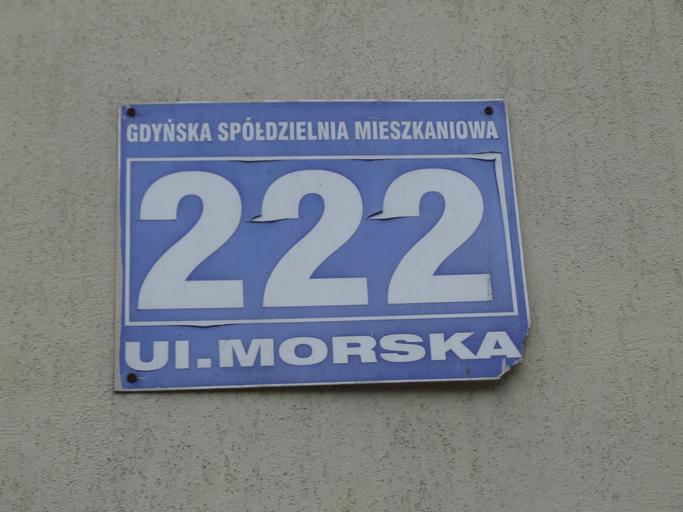 GDYŃSKA SPÓŁDZIELNIA MIESZKANIOWA
222
Ul.MORSKA